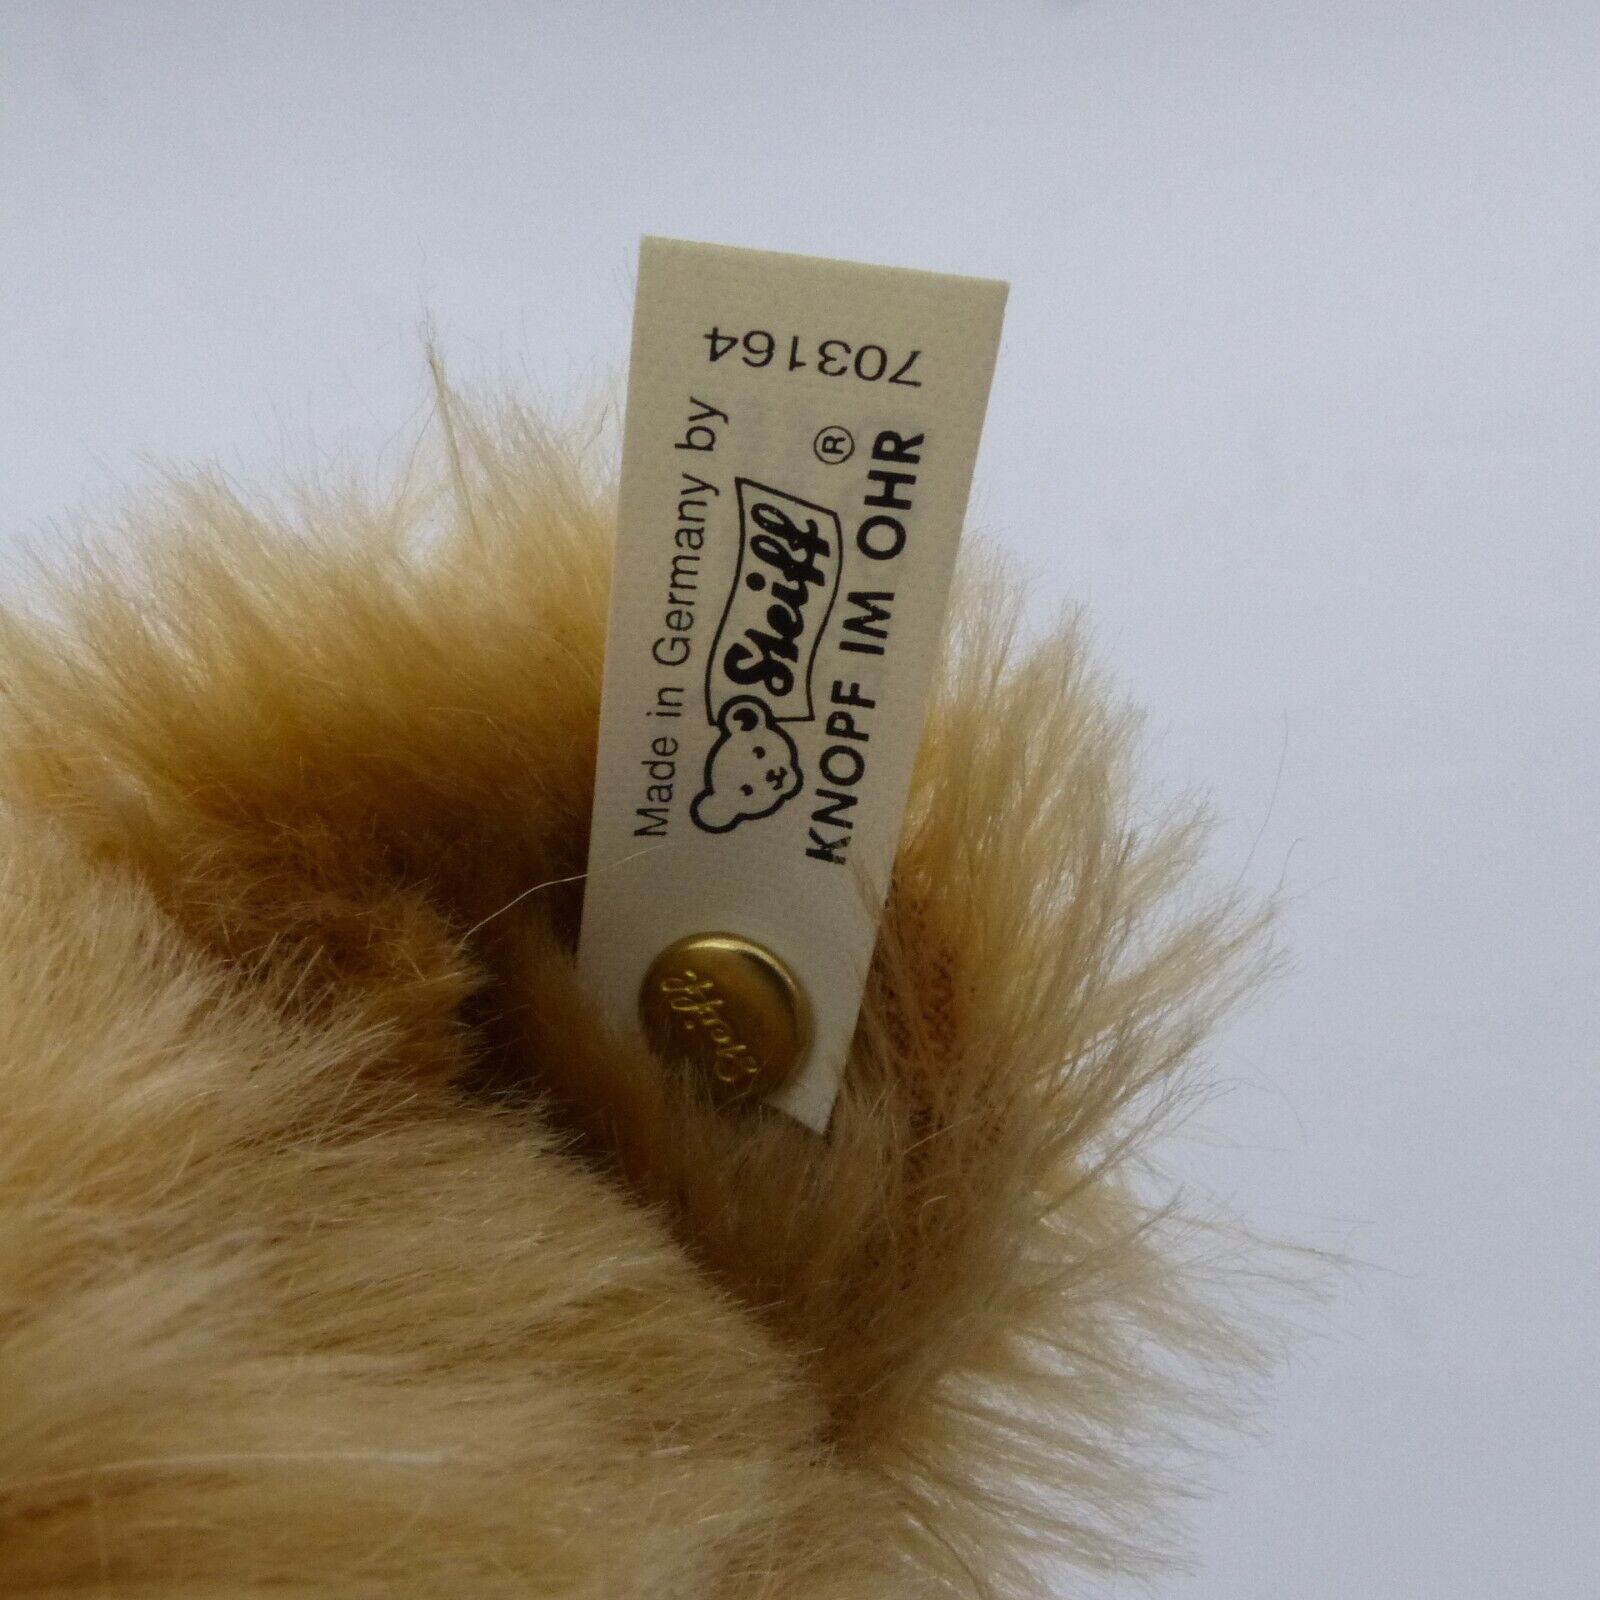 Made in Germany by
Steiff ®
KNOPF IM OHR
703164
Steiff